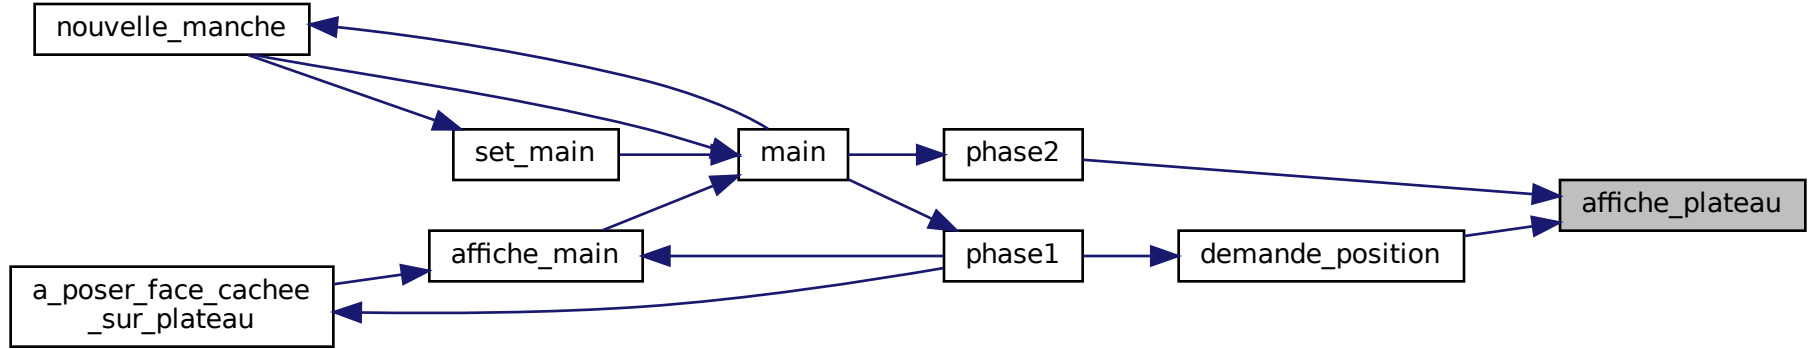 nouvelle_manche
set_main
main
phase2
affiche_plateau
affiche_main
phase1
demande_position
a_poser_face_cachee
_sur_plateau